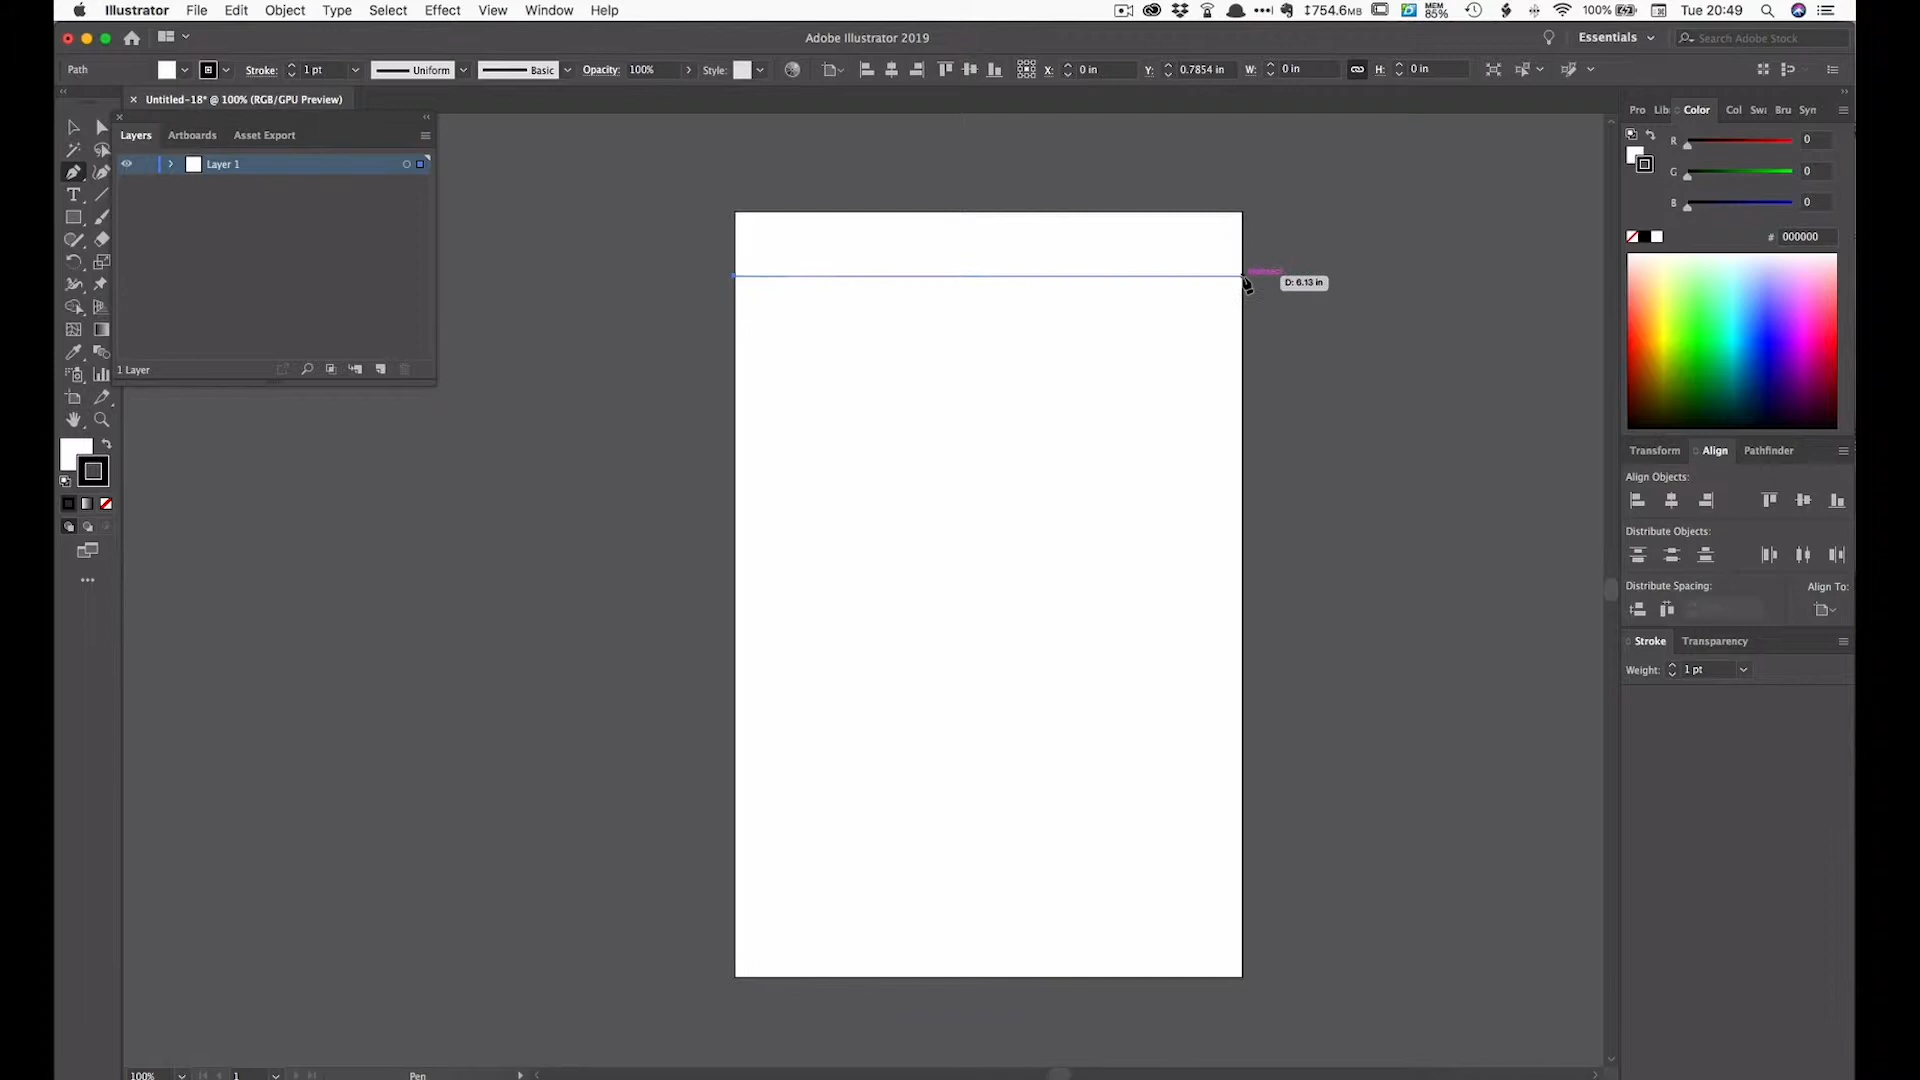 Illustrator File Edit Object Type Select Effect View Window Help
↕754.6MB MEM 85% 100% Tue 20:49
Adobe Illustrator 2019
Essentials
Search Adobe Stock
Path Stroke: 1 pt Uniform Basic Opacity: 100% Style: X: 0 in Y: 0.7854 in W: 0 in H: 0 in
× Untitled-18* @ 100% (RGB/GPU Preview)
Layers Artboards Asset Export
Layer 1
1 Layer
D: 6.13 in
Pro Lib Color Col Swa Bru Syn
R 0
G 0
B 0
# 000000
Transform Align Pathfinder
Align Objects:
Distribute Objects:
Distribute Spacing: Align To:
Stroke Transparency
Weight: 1 pt
100% 1 Pen